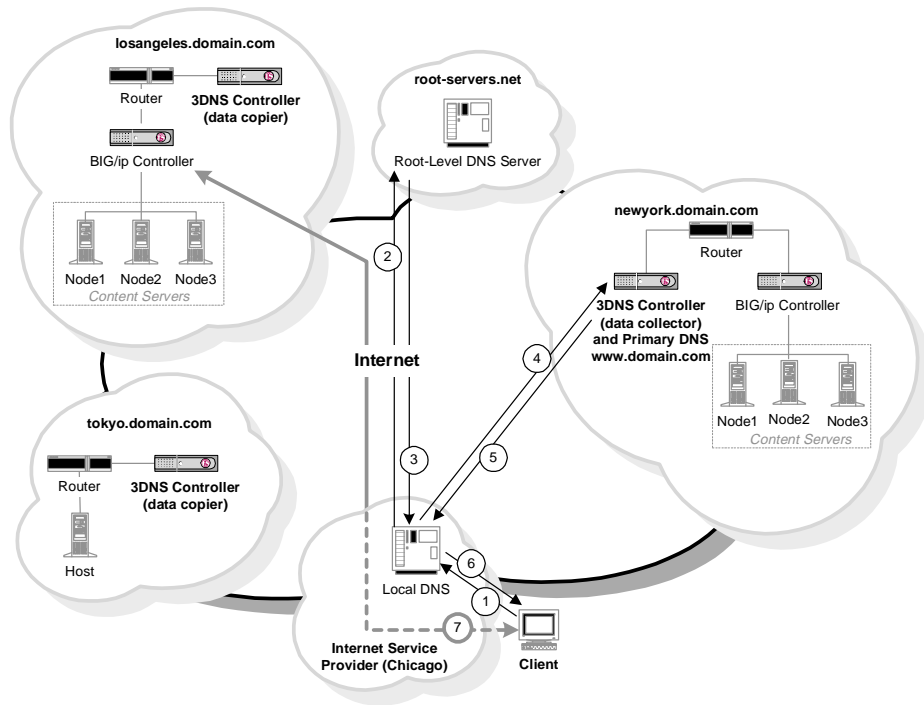 losangeles.domain.com
Router
3DNS Controller
(data copier)
BIG/ip Controller
Node1 Node2 Node3
Content Servers
root-servers.net
Root-Level DNS Server
newyork.domain.com
Router
3DNS Controller
(data collector)
and Primary DNS
www.domain.com
BIG/ip Controller
Node1 Node2 Node3
Content Servers
2
Internet
4
3
5
tokyo.domain.com
Router
3DNS Controller
(data copier)
Host
Local DNS
6
1
7
Internet Service
Provider (Chicago)
Client